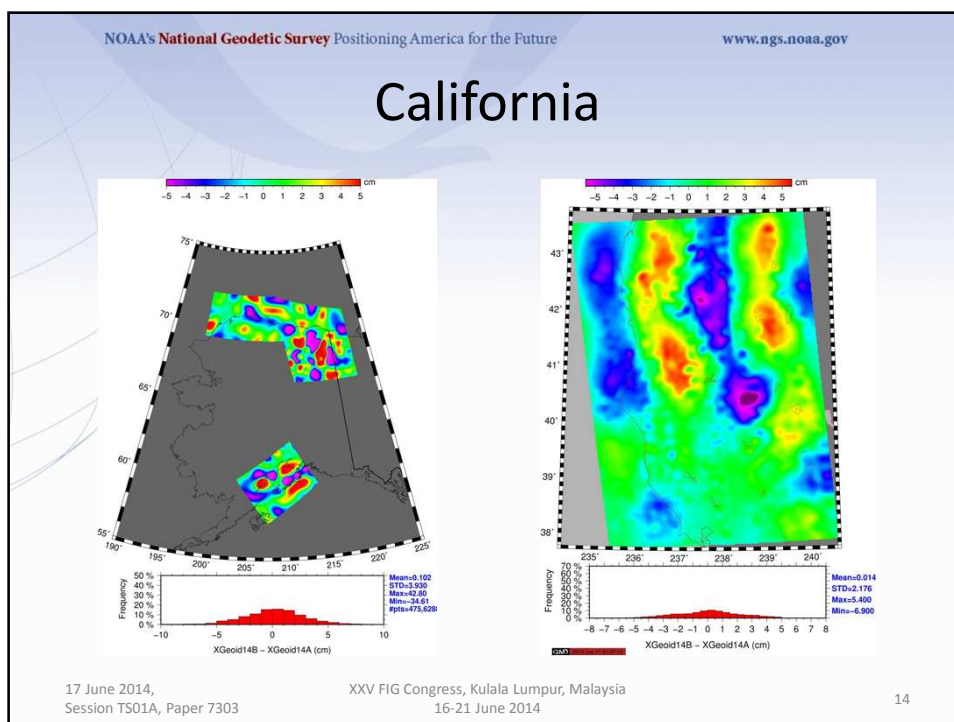 NOAA's National Geodetic Survey Positioning America for the Future
www.ngs.noaa.gov
California
cm
-5 -4 -3 -2 -1 0 1 2 3 4 5
75°
70°
65°
60°
55°
190° 195° 200° 205° 210° 215° 220° 225°
50 %
40 %
30 %
20 %
10 %
0 %
Frequency
-10 -5 0 5 10
XGeoid14B - XGeoid14A (cm)
Mean=0.102
STD=3.930
Max=42.80
Min=-34.61
#pts=475,628
cm
-5 -4 -3 -2 -1 0 1 2 3 4 5
43°
42°
41°
40°
39°
38°
235° 236° 237° 238° 239° 240°
70 %
60 %
50 %
40 %
30 %
20 %
10 %
0 %
Frequency
-8 -7 -6 -5 -4 -3 -2 -1 0 1 2 3 4 5 6 7 8
XGeoid14B - XGeoid14A (cm)
Mean=0.014
STD=2.176
Max=5.400
Min=-6.900
GMT
17 June 2014,
Session TS01A, Paper 7303
XXV FIG Congress, Kulala Lumpur, Malaysia
16-21 June 2014
14